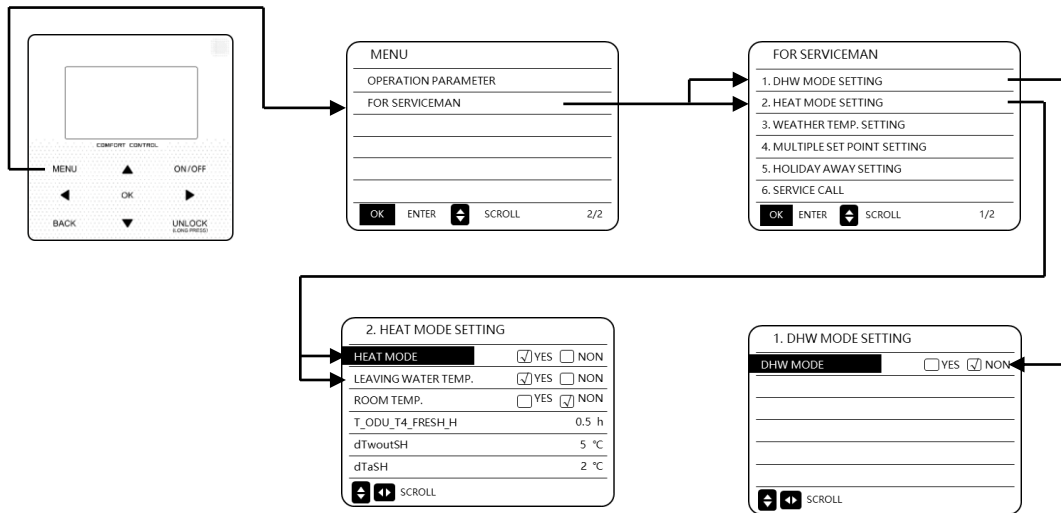 COMFORT CONTROL
MENU ▲ ON/OFF
◀ OK ▶
BACK ▼ UNLOCK
(LONG PRESS)
MENU
OPERATION PARAMETER
FOR SERVICEMAN
OK ENTER SCROLL 2/2
FOR SERVICEMAN
1. DHW MODE SETTING
2. HEAT MODE SETTING
3. WEATHER TEMP. SETTING
4. MULTIPLE SET POINT SETTING
5. HOLIDAY AWAY SETTING
6. SERVICE CALL
OK ENTER SCROLL 1/2
2. HEAT MODE SETTING
HEAT MODE YES NON
LEAVING WATER TEMP. YES NON
ROOM TEMP. YES NON
T_ODU_T4_FRESH_H 0.5 h
dTwoutSH 5 ℃
dTaSH 2 ℃
SCROLL
1. DHW MODE SETTING
DHW MODE YES NON
SCROLL